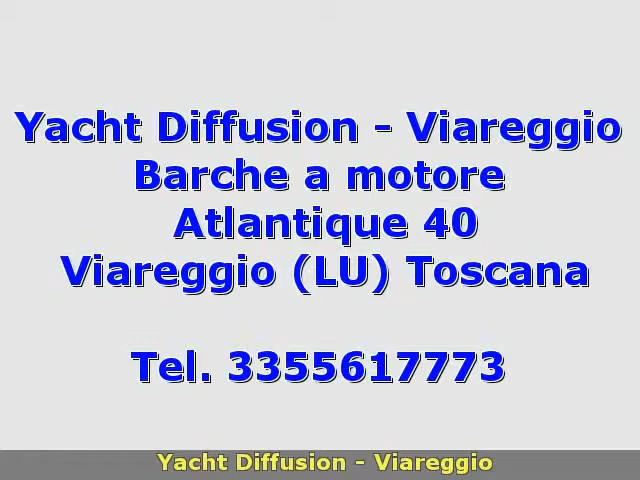 Yacht Diffusion - Viareggio
Barche a motore
Atlantique 40
Viareggio (LU) Toscana
Tel. 3355617773
Yacht Diffusion - Viareggio